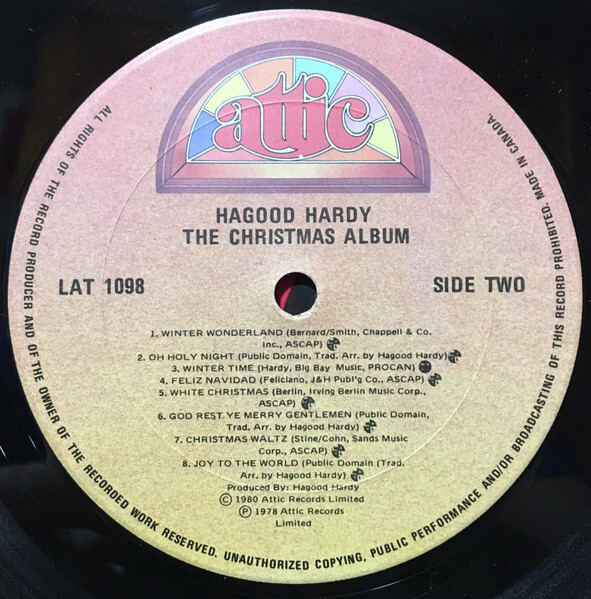 attic
HAGOOD HARDY
THE CHRISTMAS ALBUM
LAT 1098
SIDE TWO
1. WINTER WONDERLAND (Bernard/Smith, Chappell & Co.
Inc., ASCAP)
2. OH HOLY NIGHT (Public Domain, Trad. Arr. by Hagood Hardy)
3. WINTER TIME (Hardy, Big Bay Music, PROCAN)
4. FELIZ NAVIDAD (Feliciano, J&H Publ'g Co., ASCAP)
5. WHITE CHRISTMAS (Berlin, Irving Berlin Music Corp.,
ASCAP)
6. GOD REST YE MERRY GENTLEMEN (Public Domain,
Trad. Arr. by Hagood Hardy)
7. CHRISTMAS WALTZ (Stine/Cohn, Sands Music
Corp., ASCAP)
8. JOY TO THE WORLD (Public Domain (Trad.
Arr. by Hagood Hardy)
Produced By: Hagood Hardy
© 1980 Attic Records Limited
℗ 1978 Attic Records
Limited
ALL RIGHTS OF THE RECORD PRODUCER AND OF THE OWNER OF THE RECORDED WORK RESERVED. UNAUTHORIZED COPYING, PUBLIC PERFORMANCE AND/OR BROADCASTING OF THIS RECORD PROHIBITED. MADE IN CANADA.